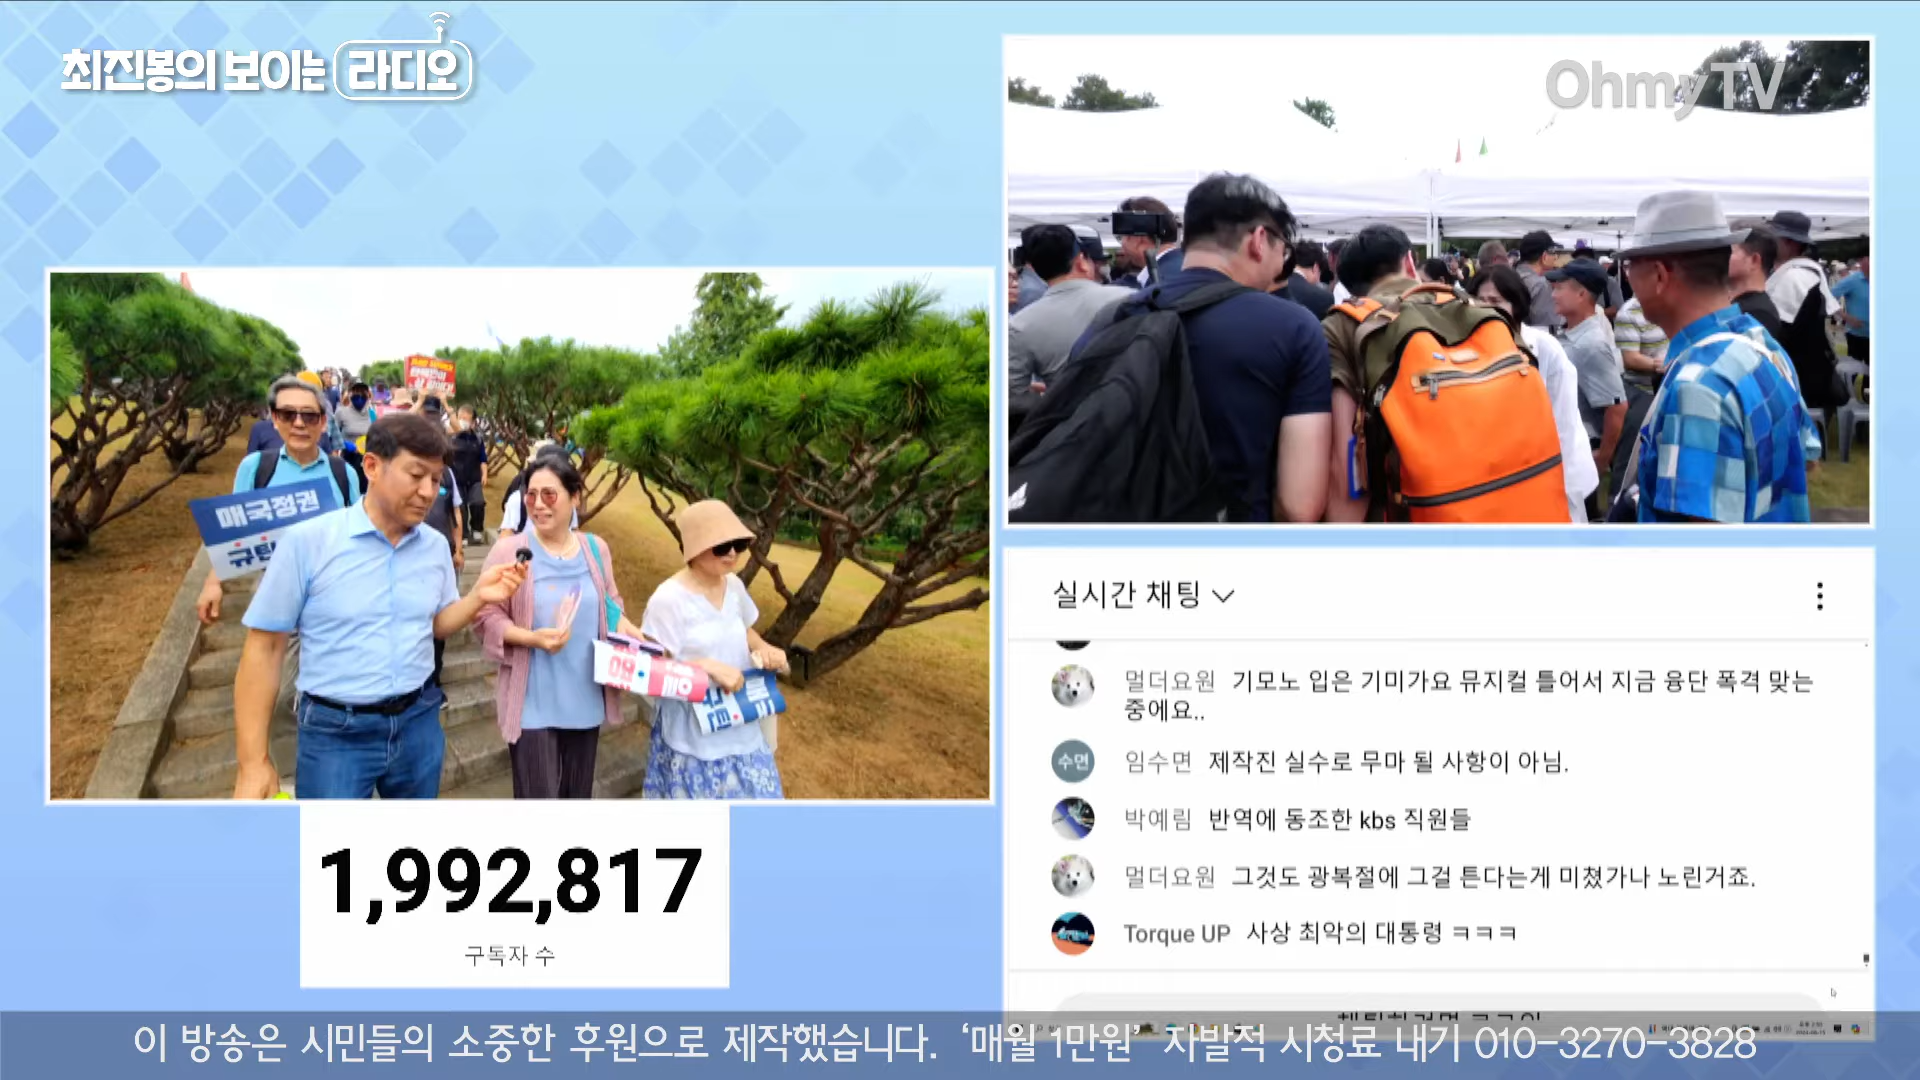 최진봉의 보이는 라디오
OhmyTV
매국정권
규탄
1,992,817
구독자 수
실시간 채팅
멀더요원 기모노 입은 기미가요 뮤지컬 틀어서 지금 융단 폭격 맞는
중에요..
수면 임수면 제작진 실수로 무마 될 사항이 아님.
박예림 반역에 동조한 kbs 직원들
멀더요원 그것도 광복절에 그걸 튼다는게 미쳤가나 노린거죠.
Torque UP 사상 최악의 대통령 ㅋㅋㅋ
이 방송은 시민들의 소중한 후원으로 제작했습니다. ‘매월 1만원’ 자발적 시청료 내기 010-3270-3828